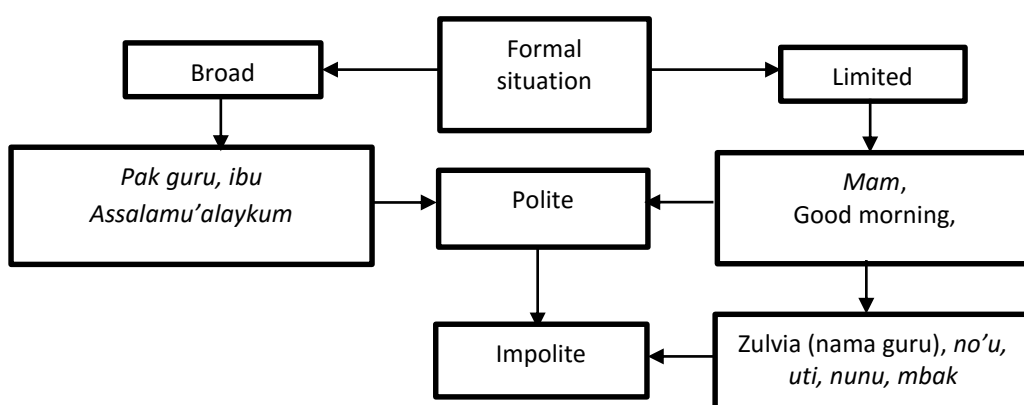 Formal
situation
Broad
Limited
Pak guru, ibu
Assalamu’alaykum
Polite
Mam,
Good morning,
Impolite
Zulvia (nama guru), no’u,
uti, nunu, mbak